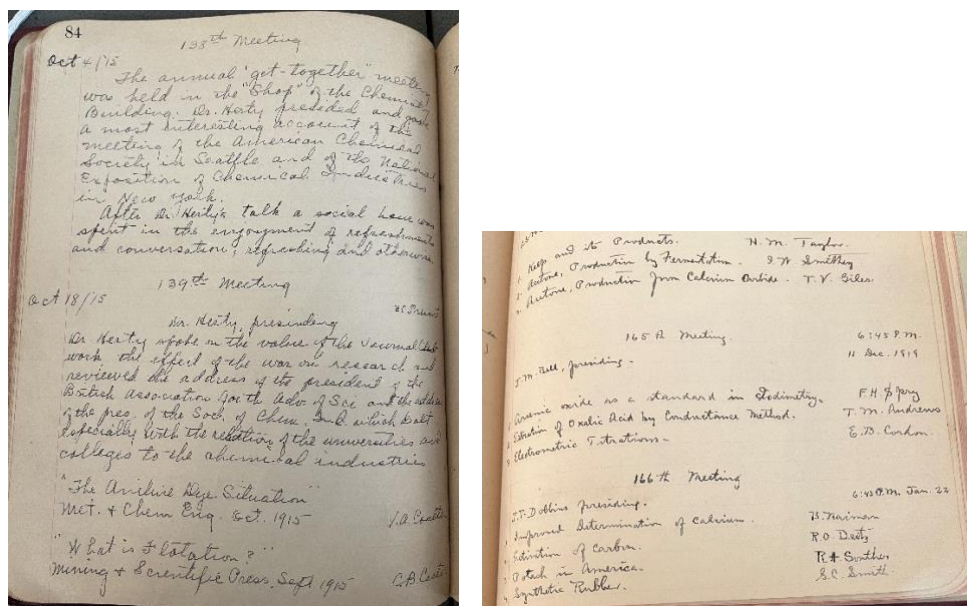 84
138th Meeting
Oct 4/15
The annual "get-together" meeting
was held in the "Shop" of the Chemistry
Building. Dr. Herty presided and gave
a most interesting account of the
meeting of the American Chemical
Society in Seattle and of the National
Exposition of Chemical Industries
in New York.
After Dr. Herty's talk a social hour was
spent in the enjoyment of refreshments
and conversation, refreshing and otherwise.
139th Meeting
Oct 18/15
Dr. Herty, presiding
Dr Herty spoke on the value of the Journal Club
work the effect of the war on research and
reviewed the address of the president of the
British Association for the Adv. of Sci and the address
of the pres. of the Soc. of Chem. Ind. which dealt
especially with the relation of the universities and
colleges to the chemical industries
"The Aniline Dye Situation"
Met. & Chem Eng. Oct. 1915
"What is Flotation?"
Mining & Scientific Press, Sept 1915
Kelp and its Products. H. M. Taylor
Acetone, Production by Fermentation. I W Smithey
Acetone, Production from Calcium Carbide. T. V. Giles
165th Meeting 6:45 P.M.
11 Dec. 1919
J. M. Bell, presiding.
Arsenic oxide as a standard in Iodimetry. F. H.
Titration of Oxalic Acid by Conductance Method. T. M. Andrews
Electrometric Titrations.
166th Meeting
6:45 P.M. Jan. 22
J. T. Dobbins presiding.
Improved Determination of Calcium. B. Naiman
Activation of Carbon. R. O. Deitz
Potash in America.
Synthetic Rubber. S. C. Smith